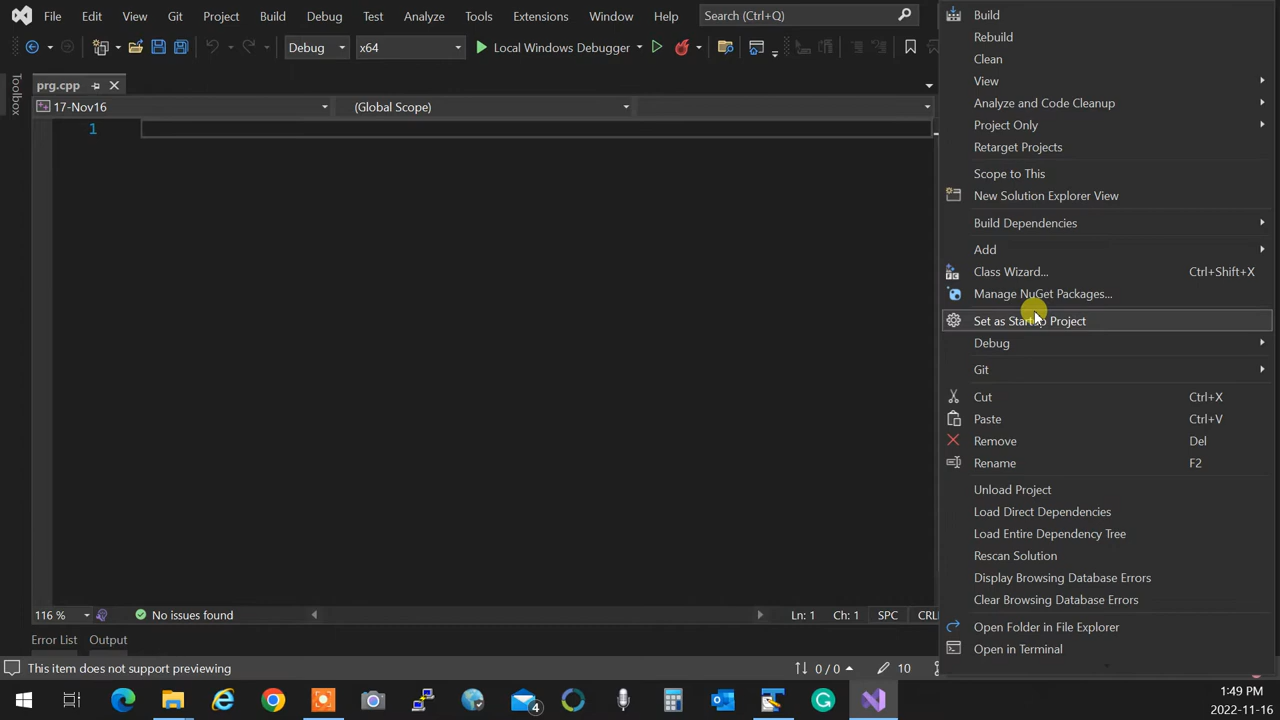 File Edit View Git Project Build Debug Test Analyze Tools Extensions Window Help Search (Ctrl+Q)
Debug x64 Local Windows Debugger
Toolbox
prg.cpp
17-Nov16 (Global Scope)
1
Build
Rebuild
Clean
View
Analyze and Code Cleanup
Project Only
Retarget Projects
Scope to This
New Solution Explorer View
Build Dependencies
Add
Class Wizard... Ctrl+Shift+X
Manage NuGet Packages...
Set as Startup Project
Debug
Git
Cut Ctrl+X
Paste Ctrl+V
Remove Del
Rename F2
Unload Project
Load Direct Dependencies
Load Entire Dependency Tree
Rescan Solution
Display Browsing Database Errors
Clear Browsing Database Errors
Open Folder in File Explorer
Open in Terminal
116 % No issues found Ln: 1 Ch: 1 SPC CRL
Error List Output
This item does not support previewing 0 / 0 10
4
1:49 PM
2022-11-16